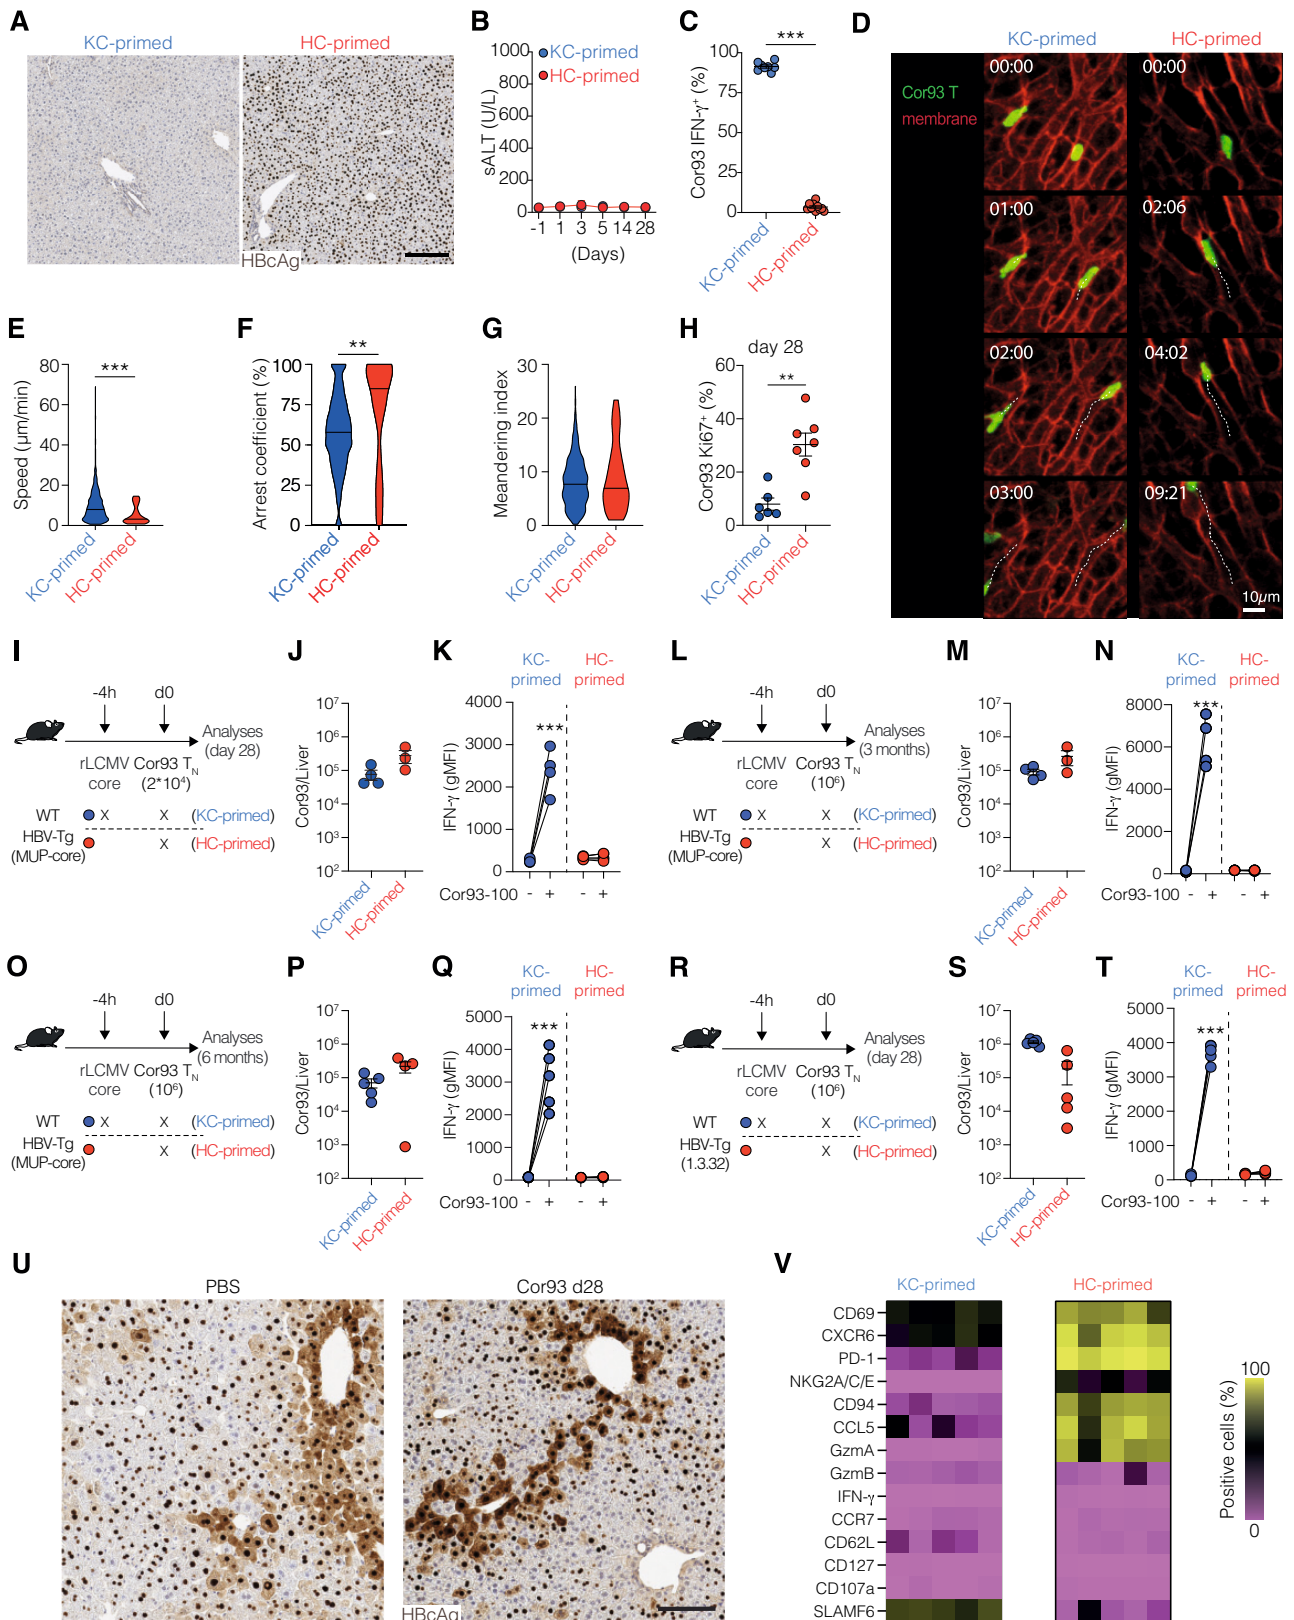 A
KC-primed
HC-primed
HBcAg
B
KC-primed
HC-primed
sALT (U/L)
1000
800
600
400
200
0
-1 1 3 5 14 28
(Days)
C
***
Cor93 IFN-γ⁺ (%)
100
75
50
25
0
KC-primed
HC-primed
D
KC-primed
HC-primed
Cor93 T
membrane
00:00
00:00
01:00
02:06
02:00
04:02
03:00
09:21
10µm
E
***
Speed (µm/min)
80
60
40
20
0
KC-primed
HC-primed
F
**
Arrest coefficient (%)
100
75
50
25
0
KC-primed
HC-primed
G
Meandering index
30
20
10
0
KC-primed
HC-primed
H
day 28
**
Cor93 Ki67⁺ (%)
60
40
20
0
KC-primed
HC-primed
I
-4h d0
Analyses
(day 28)
rLCMV Cor93 T_N
core (2*10⁴)
WT X X (KC-primed)
HBV-Tg X (HC-primed)
(MUP-core)
J
Cor93/Liver
10⁷
10⁶
10⁵
10⁴
10³
10²
KC-primed
HC-primed
K
KC-primed
HC-primed
***
IFN-γ (gMFI)
4000
3000
2000
1000
0
Cor93-100 - + - +
L
-4h d0
Analyses
(3 months)
rLCMV Cor93 T_N
core (10⁶)
WT X X (KC-primed)
HBV-Tg X (HC-primed)
(MUP-core)
M
Cor93/Liver
10⁷
10⁶
10⁵
10⁴
10³
10²
KC-primed
HC-primed
N
KC-primed
HC-primed
***
IFN-γ (gMFI)
8000
6000
4000
2000
0
Cor93-100 - + - +
O
-4h d0
Analyses
(6 months)
rLCMV Cor93 T_N
core (10⁶)
WT X X (KC-primed)
HBV-Tg X (HC-primed)
(MUP-core)
P
Cor93/Liver
10⁷
10⁶
10⁵
10⁴
10³
10²
KC-primed
HC-primed
Q
KC-primed
HC-primed
***
IFN-γ (gMFI)
5000
4000
3000
2000
1000
0
Cor93-100 - + - +
R
-4h d0
Analyses
(day 28)
rLCMV Cor93 T_N
core (10⁶)
WT X X (KC-primed)
HBV-Tg X (HC-primed)
(1.3.32)
S
Cor93/Liver
10⁷
10⁶
10⁵
10⁴
10³
10²
KC-primed
HC-primed
T
KC-primed
HC-primed
***
IFN-γ (gMFI)
5000
4000
3000
2000
1000
0
Cor93-100 - + - +
U
PBS
Cor93 d28
HBcAg
V
KC-primed
HC-primed
CD69
CXCR6
PD-1
NKG2A/C/E
CD94
CCL5
GzmA
GzmB
IFN-γ
CCR7
CD62L
CD127
CD107a
SLAMF6
100
Positive cells (%)
0